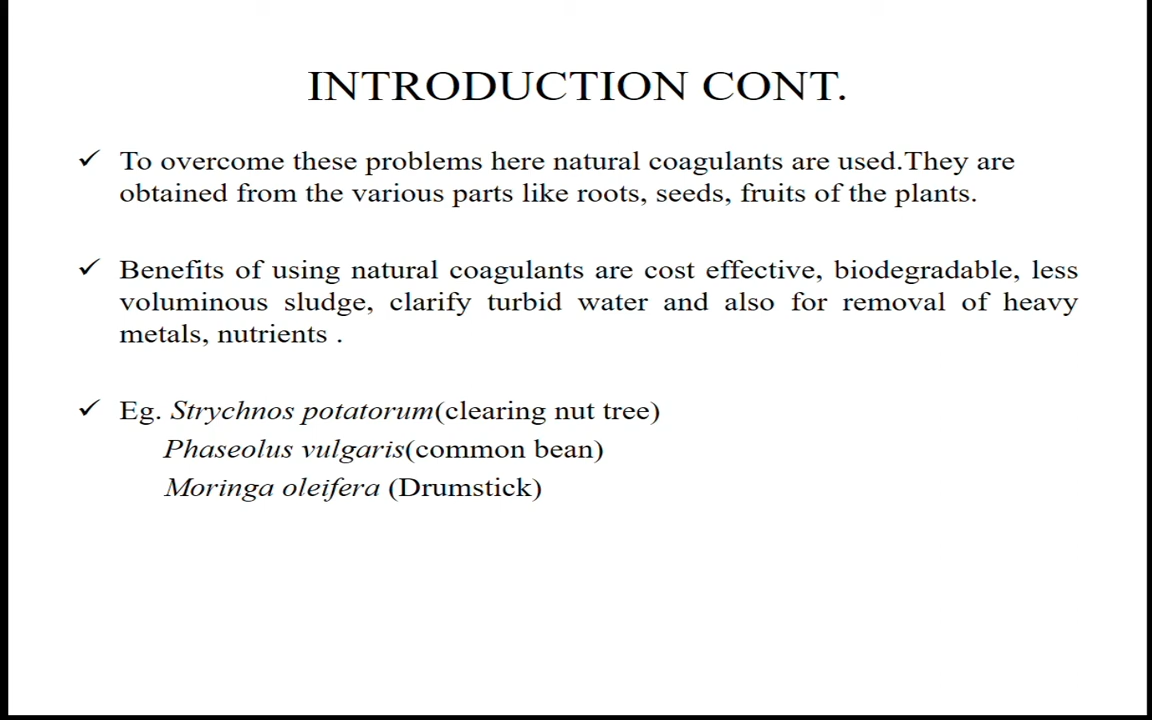 INTRODUCTION CONT.
✓ To overcome these problems here natural coagulants are used.They are
obtained from the various parts like roots, seeds, fruits of the plants.
✓ Benefits of using natural coagulants are cost effective, biodegradable, less
voluminous sludge, clarify turbid water and also for removal of heavy
metals, nutrients .
✓ Eg. Strychnos potatorum(clearing nut tree)
Phaseolus vulgaris(common bean)
Moringa oleifera (Drumstick)